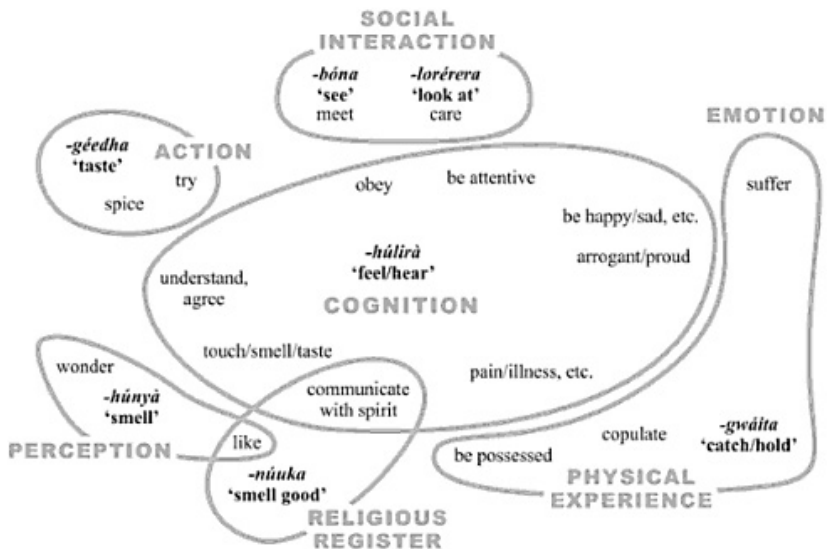 SOCIAL
INTERACTION
-bóna
'see'
meet
-lorérera
'look at'
care
EMOTION
-géedha
'taste'
ACTION
try
spice
suffer
obey
be attentive
be happy/sad, etc.
arrogant/proud
-húlirà
'feel/hear'
understand,
agree
COGNITION
touch/smell/taste
wonder
communicate
with spirit
pain/illness, etc.
-húnyà
'smell'
PERCEPTION
like
copulate
-gwáita
'catch/hold'
be possessed
-núuka
'smell good'
PHYSICAL
EXPERIENCE
RELIGIOUS
REGISTER